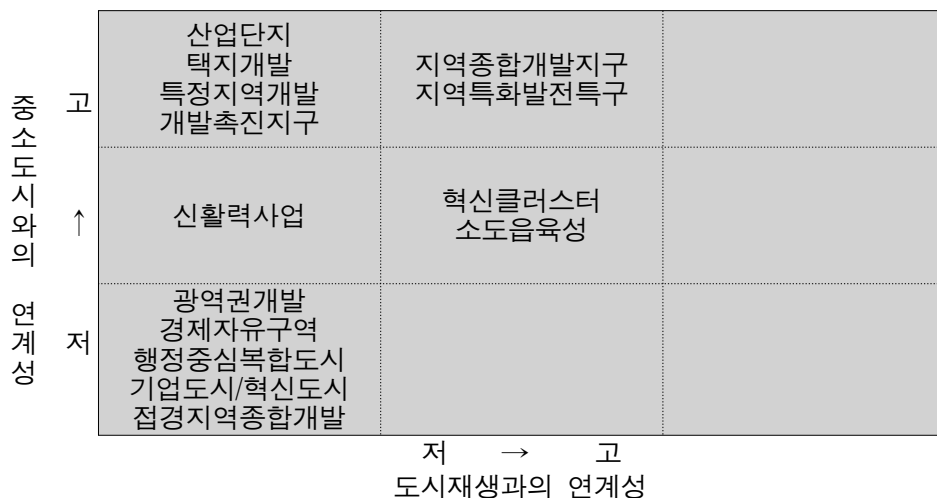 중소도시와의 연계성
고
↑
저
산업단지
택지개발
특정지역개발
개발촉진지구
지역종합개발지구
지역특화발전특구
신활력사업
혁신클러스터
소도읍육성
광역권개발
경제자유구역
행정중심복합도시
기업도시/혁신도시
접경지역종합개발
저 → 고
도시재생과의 연계성